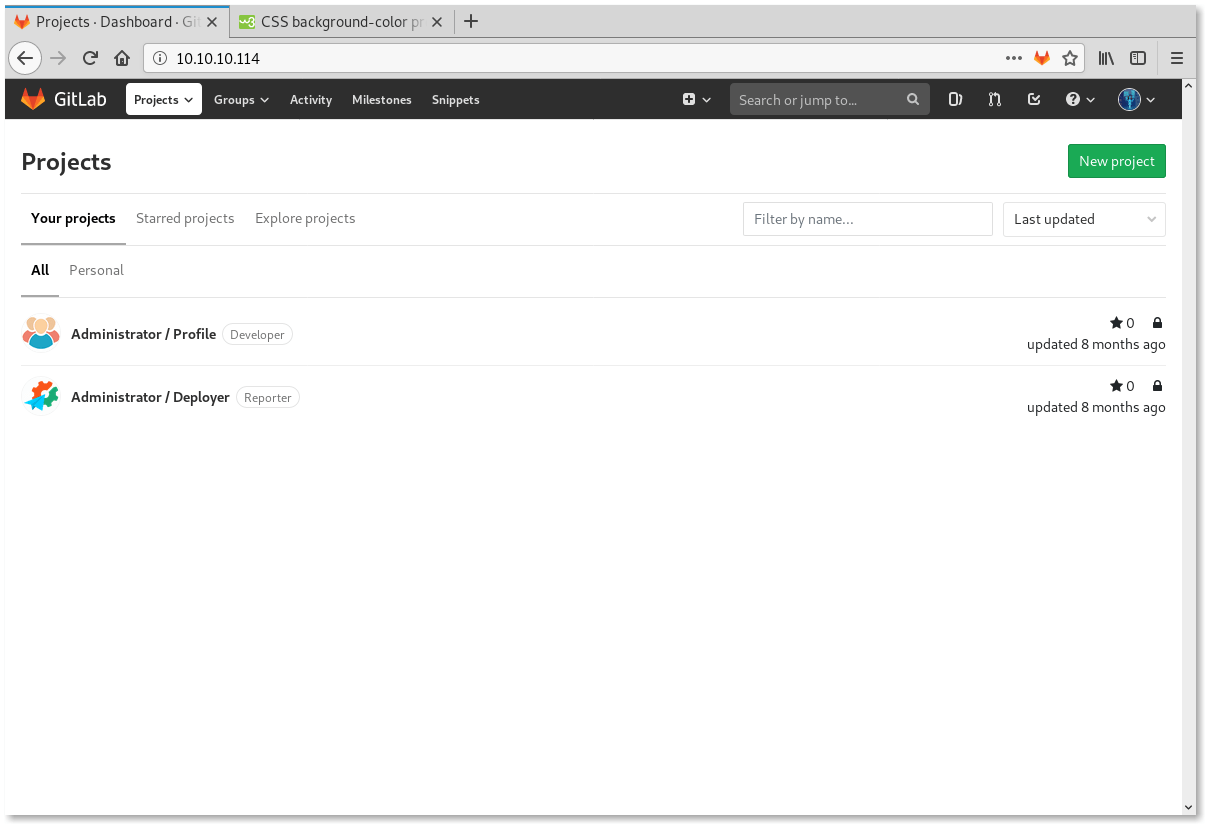 Projects · Dashboard · Git
CSS background-color pr
10.10.10.114
GitLab Projects Groups Activity Milestones Snippets Search or jump to...
Projects
New project
Your projects Starred projects Explore projects Filter by name... Last updated
All Personal
Administrator / Profile Developer 0
updated 8 months ago
Administrator / Deployer Reporter 0
updated 8 months ago